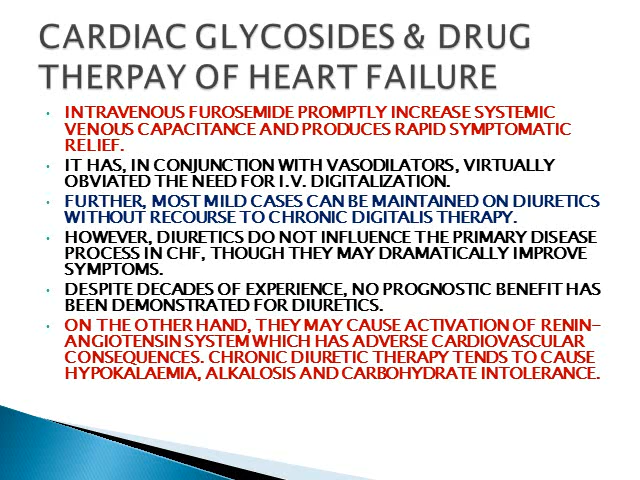 CARDIAC GLYCOSIDES & DRUG
THERPAY OF HEART FAILURE
• INTRAVENOUS FUROSEMIDE PROMPTLY INCREASE SYSTEMIC
VENOUS CAPACITANCE AND PRODUCES RAPID SYMPTOMATIC
RELIEF.
• IT HAS, IN CONJUNCTION WITH VASODILATORS, VIRTUALLY
OBVIATED THE NEED FOR I.V. DIGITALIZATION.
• FURTHER, MOST MILD CASES CAN BE MAINTAINED ON DIURETICS
WITHOUT RECOURSE TO CHRONIC DIGITALIS THERAPY.
• HOWEVER, DIURETICS DO NOT INFLUENCE THE PRIMARY DISEASE
PROCESS IN CHF, THOUGH THEY MAY DRAMATICALLY IMPROVE
SYMPTOMS.
• DESPITE DECADES OF EXPERIENCE, NO PROGNOSTIC BENEFIT HAS
BEEN DEMONSTRATED FOR DIURETICS.
• ON THE OTHER HAND, THEY MAY CAUSE ACTIVATION OF RENIN-
ANGIOTENSIN SYSTEM WHICH HAS ADVERSE CARDIOVASCULAR
CONSEQUENCES. CHRONIC DIURETIC THERAPY TENDS TO CAUSE
HYPOKALAEMIA, ALKALOSIS AND CARBOHYDRATE INTOLERANCE.